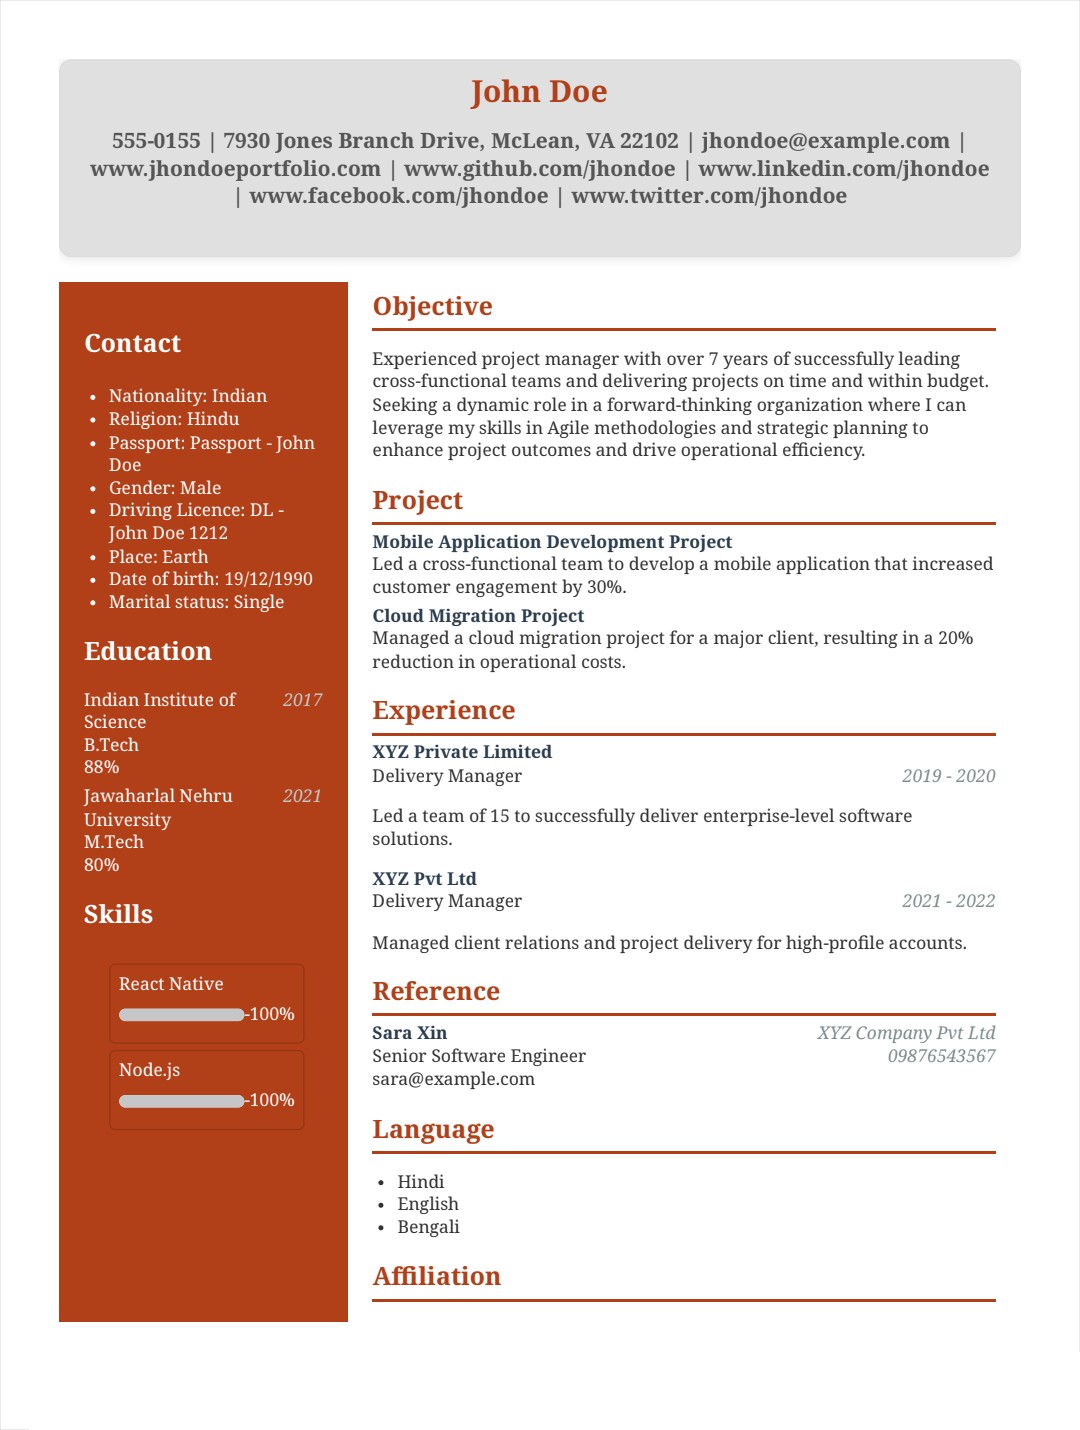 John Doe
555-0155 | 7930 Jones Branch Drive, McLean, VA 22102 | jhondoe@example.com |
www.jhondoeportfolio.com | www.github.com/jhondoe | www.linkedin.com/jhondoe
| www.facebook.com/jhondoe | www.twitter.com/jhondoe
Contact
• Nationality: Indian
• Religion: Hindu
• Passport: Passport - John
Doe
• Gender: Male
• Driving Licence: DL -
John Doe 1212
• Place: Earth
• Date of birth: 19/12/1990
• Marital status: Single
Education
Indian Institute of 2017
Science
B.Tech
88%
Jawaharlal Nehru 2021
University
M.Tech
80%
Skills
React Native
-100%
Node.js
-100%
Objective
Experienced project manager with over 7 years of successfully leading
cross-functional teams and delivering projects on time and within budget.
Seeking a dynamic role in a forward-thinking organization where I can
leverage my skills in Agile methodologies and strategic planning to
enhance project outcomes and drive operational efficiency.
Project
Mobile Application Development Project
Led a cross-functional team to develop a mobile application that increased
customer engagement by 30%.
Cloud Migration Project
Managed a cloud migration project for a major client, resulting in a 20%
reduction in operational costs.
Experience
XYZ Private Limited
Delivery Manager 2019 - 2020
Led a team of 15 to successfully deliver enterprise-level software
solutions.
XYZ Pvt Ltd
Delivery Manager 2021 - 2022
Managed client relations and project delivery for high-profile accounts.
Reference
Sara Xin XYZ Company Pvt Ltd
Senior Software Engineer 09876543567
sara@example.com
Language
• Hindi
• English
• Bengali
Affiliation